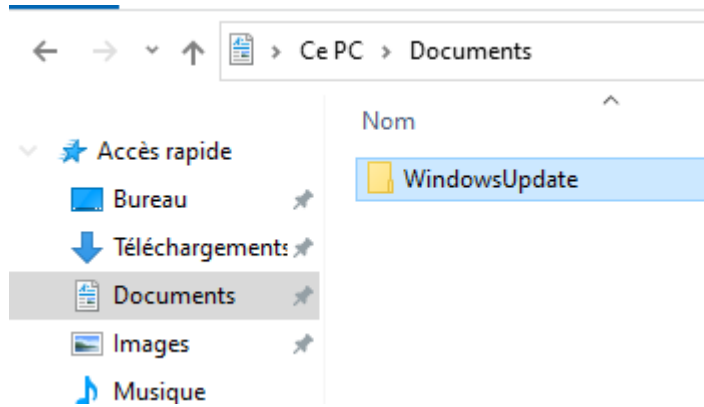 Ce PC > Documents
Nom
Accès rapide
WindowsUpdate
Bureau
Téléchargements
Documents
Images
Musique